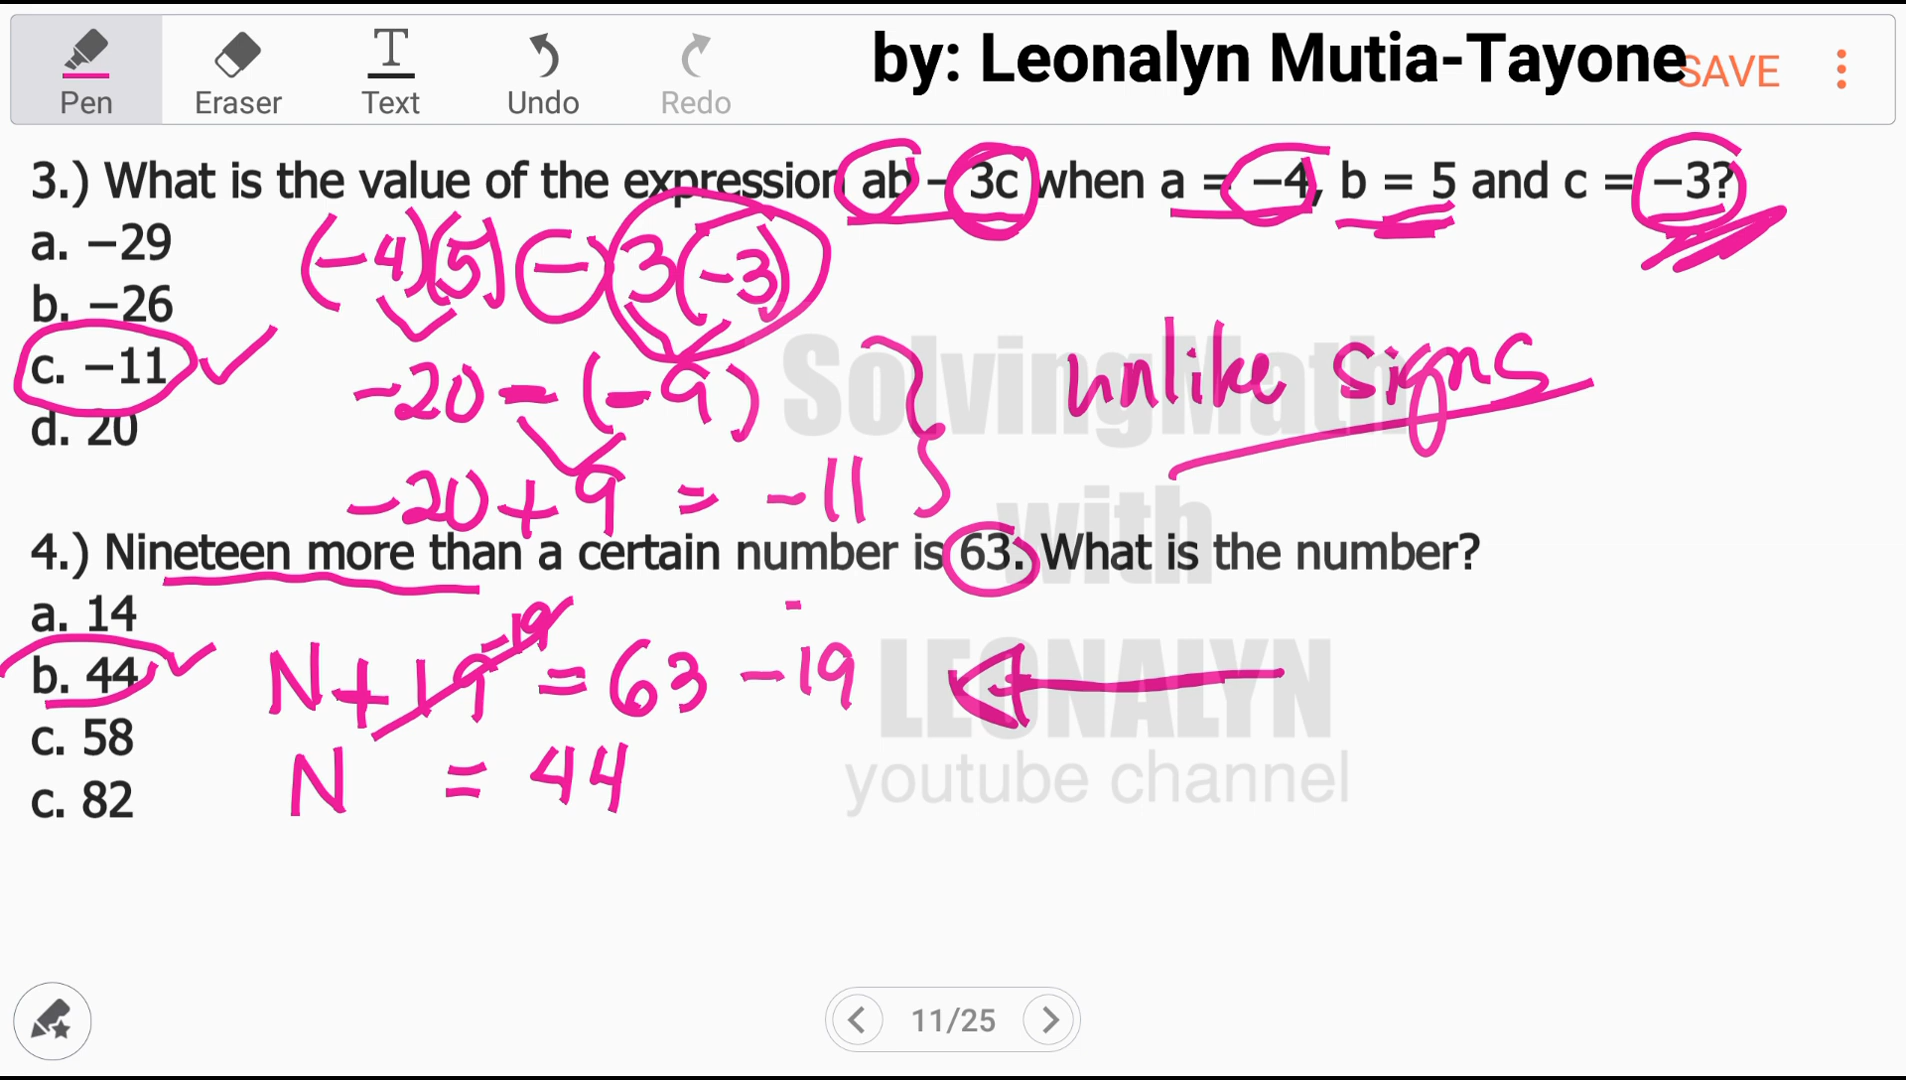 by: Leonalyn Mutia-Tayone
Pen
Eraser
Text
Undo
Redo
SAVE
3.) What is the value of the expression ab – 3c when a = −4, b = 5 and c = −3?
a. −29
b. −26
c. −11
d. 20
(-4)(5) - 3(-3)
-20 - (-9)
-20 + 9 = -11
unlike signs
SolvingMath
with
LEONALYN
youtube channel
4.) Nineteen more than a certain number is 63. What is the number?
a. 14
b. 44
c. 58
c. 82
N + 19 -19 = 63 - 19
N = 44
11/25